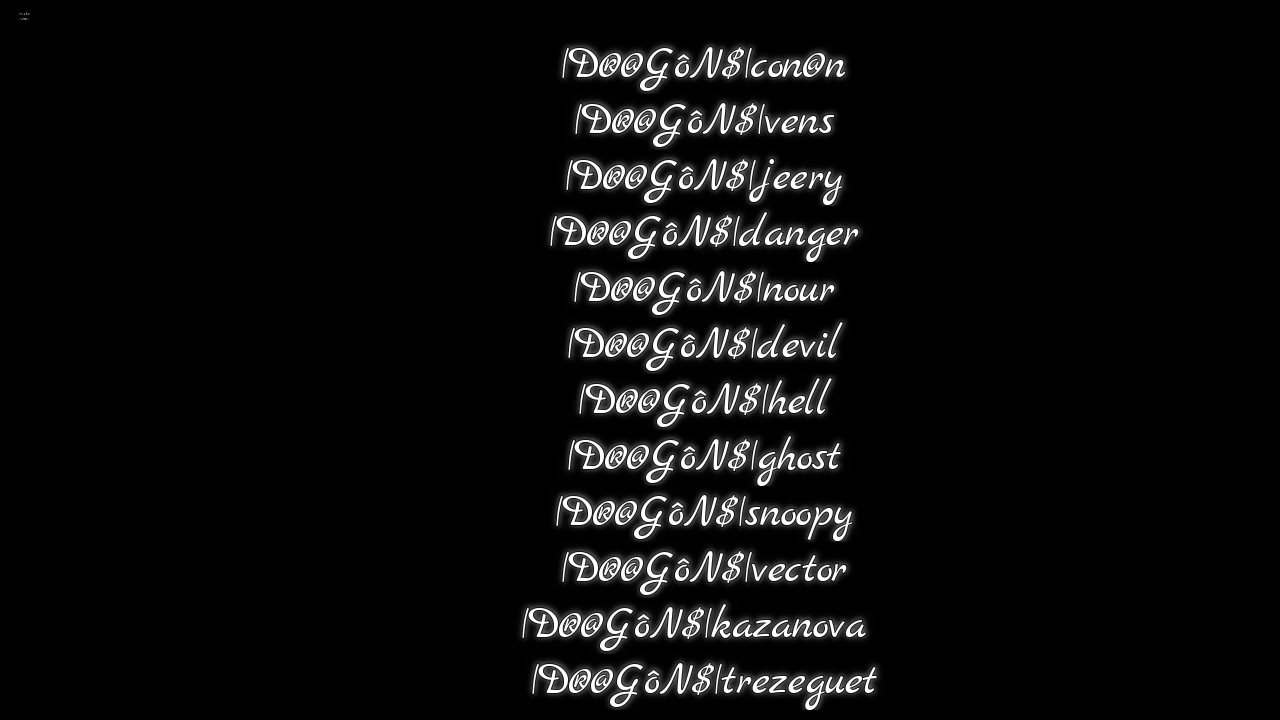 |D®@GôN$|con@n
|D®@GôN$|vens
|D®@GôN$|jeery
|D®@GôN$|danger
|D®@GôN$|nour
|D®@GôN$|devil
|D®@GôN$|hell
|D®@GôN$|ghost
|D®@GôN$|snoopy
|D®@GôN$|vector
|D®@GôN$|kazanova
|D®@GôN$|trezeguet